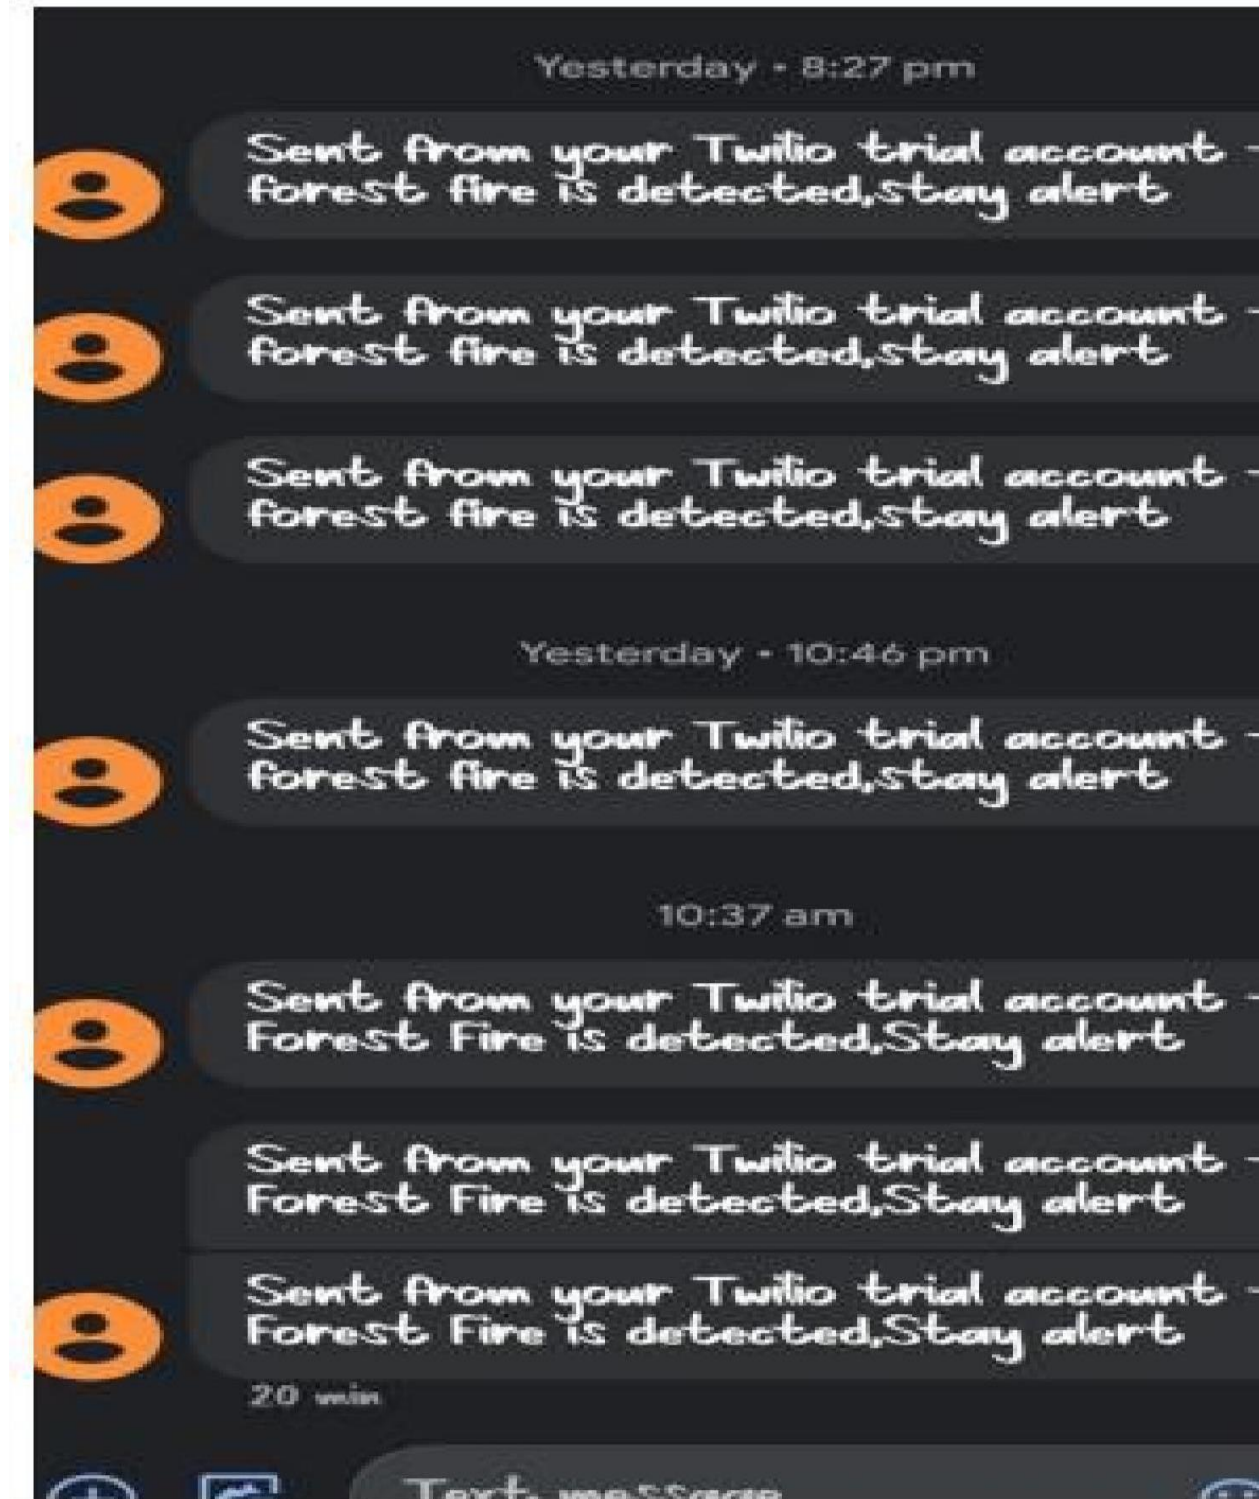 Yesterday • 8:27 pm
Sent from your Twilio trial account -
forest fire is detected,stay alert
Sent from your Twilio trial account -
forest fire is detected,stay alert
Sent from your Twilio trial account -
forest fire is detected,stay alert
Yesterday • 10:46 pm
Sent from your Twilio trial account -
forest fire is detected,stay alert
10:37 am
Sent from your Twilio trial account -
Forest Fire is detected,Stay alert
Sent from your Twilio trial account -
Forest Fire is detected,Stay alert
Sent from your Twilio trial account -
Forest Fire is detected,Stay alert
20 min
Text message